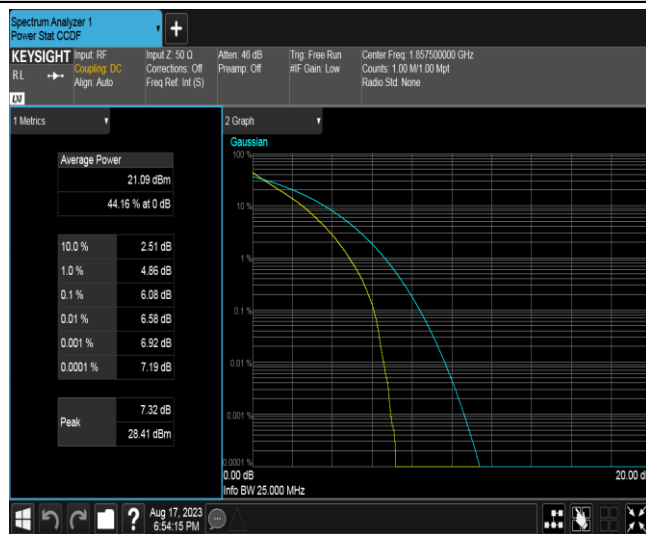 Spectrum Analyzer 1
Power Stat CCDF
+
KEYSIGHT
RL
Input: RF
Coupling: DC
Align: Auto
Input Z: 50 Ω
Corrections: Off
Freq Ref: Int (S)
Atten: 46 dB
Preamp: Off
Trig: Free Run
#IF Gain: Low
Center Freq: 1.857500000 GHz
Counts: 1.00 M/1.00 Mpt
Radio Std: None
1 Metrics
Average Power
21.09 dBm
44.16 % at 0 dB
10.0 % 2.51 dB
1.0 % 4.86 dB
0.1 % 6.08 dB
0.01 % 6.58 dB
0.001 % 6.92 dB
0.0001 % 7.19 dB
Peak
7.32 dB
28.41 dBm
2 Graph
Gaussian
100 %
10 %
1 %
0.1 %
0.01 %
0.001 %
0.0001 %
0.00 dB
20.00 d
Info BW 25.000 MHz
?
Aug 17, 2023
6:54:15 PM